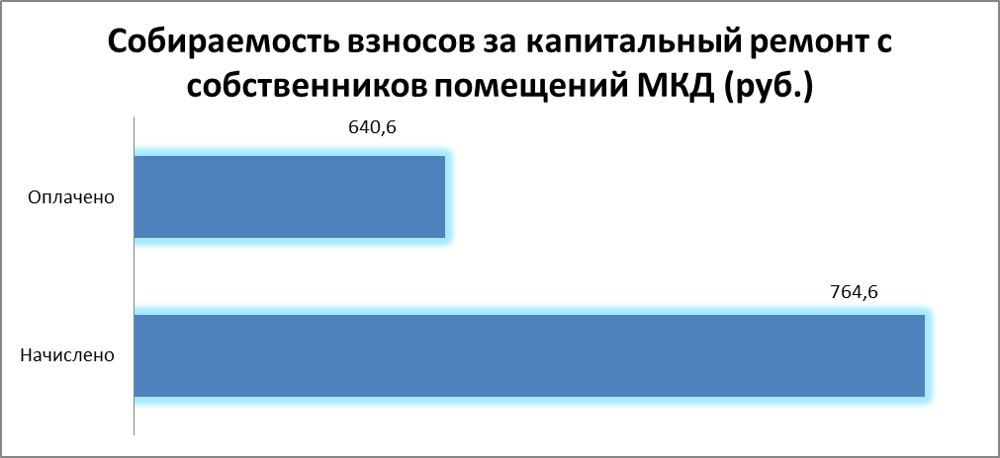 Собираемость взносов за капитальный ремонт с
собственников помещений МКД (руб.)
640,6
Оплачено
764,6
Начислено